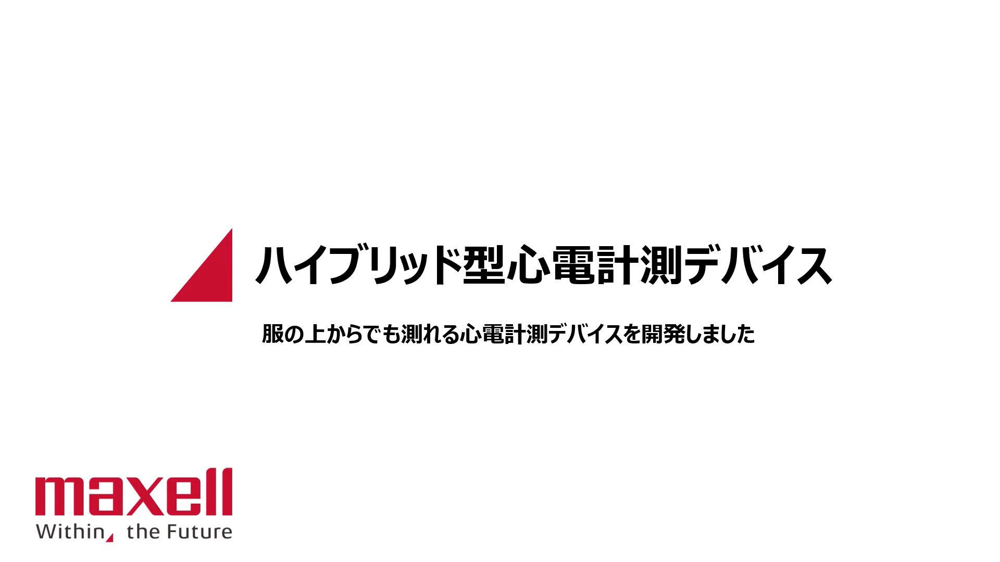 ハイブリッド型心電計測デバイス
服の上からでも測れる心電計測デバイスを開発しました
maxell
Within, the Future